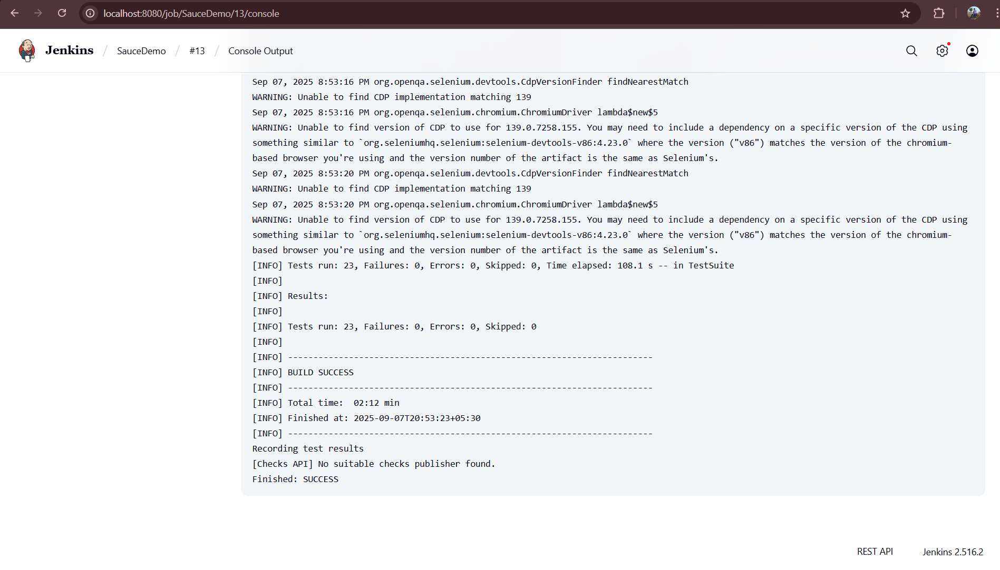 localhost:8080/job/SauceDemo/13/console
Jenkins / SauceDemo / #13 / Console Output
Sep 07, 2025 8:53:16 PM org.openqa.selenium.devtools.CdpVersionFinder findNearestMatch
WARNING: Unable to find CDP implementation matching 139
Sep 07, 2025 8:53:16 PM org.openqa.selenium.chromium.ChromiumDriver lambda$new$5
WARNING: Unable to find version of CDP to use for 139.0.7258.155. You may need to include a dependency on a specific version of the CDP using
something similar to `org.seleniumhq.selenium:selenium-devtools-v86:4.23.0` where the version ("v86") matches the version of the chromium-
based browser you're using and the version number of the artifact is the same as Selenium's.
Sep 07, 2025 8:53:20 PM org.openqa.selenium.devtools.CdpVersionFinder findNearestMatch
WARNING: Unable to find CDP implementation matching 139
Sep 07, 2025 8:53:20 PM org.openqa.selenium.chromium.ChromiumDriver lambda$new$5
WARNING: Unable to find version of CDP to use for 139.0.7258.155. You may need to include a dependency on a specific version of the CDP using
something similar to `org.seleniumhq.selenium:selenium-devtools-v86:4.23.0` where the version ("v86") matches the version of the chromium-
based browser you're using and the version number of the artifact is the same as Selenium's.
[INFO] Tests run: 23, Failures: 0, Errors: 0, Skipped: 0, Time elapsed: 108.1 s -- in TestSuite
[INFO]
[INFO] Results:
[INFO]
[INFO] Tests run: 23, Failures: 0, Errors: 0, Skipped: 0
[INFO]
[INFO] ------------------------------------------------------------------------
[INFO] BUILD SUCCESS
[INFO] ------------------------------------------------------------------------
[INFO] Total time:  02:12 min
[INFO] Finished at: 2025-09-07T20:53:23+05:30
[INFO] ------------------------------------------------------------------------
Recording test results
[Checks API] No suitable checks publisher found.
Finished: SUCCESS
REST API
Jenkins 2.516.2